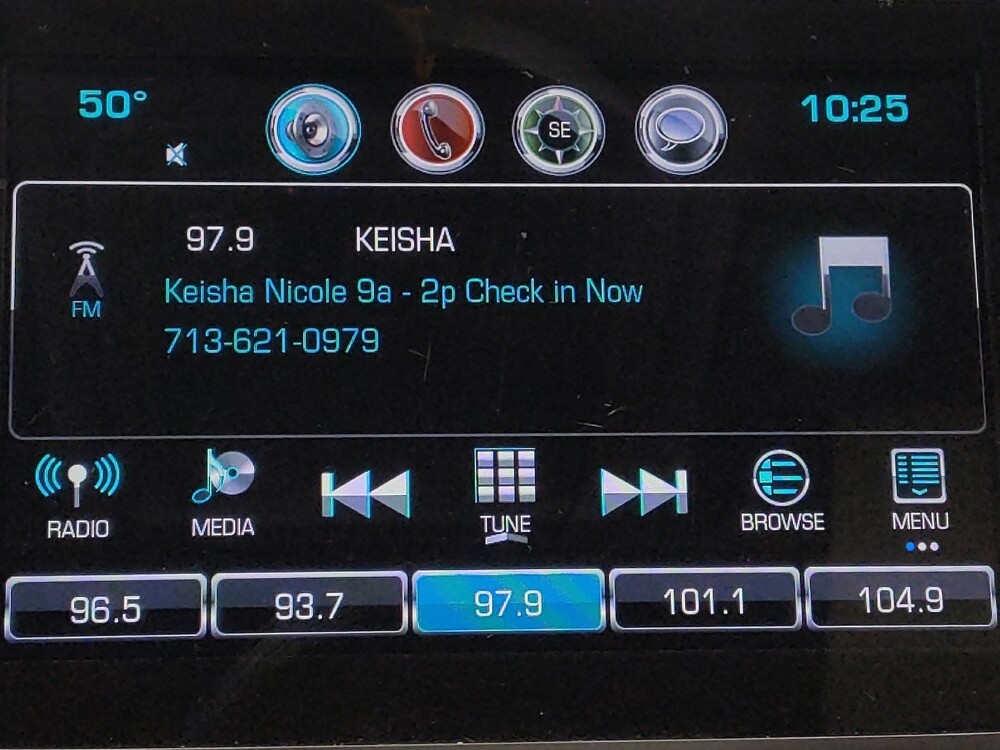 50°
10:25
SE
97.9 KEISHA
FM
Keisha Nicole 9a - 2p Check in Now
713-621-0979
RADIO
MEDIA
TUNE
BROWSE
MENU
96.5
93.7
97.9
101.1
104.9